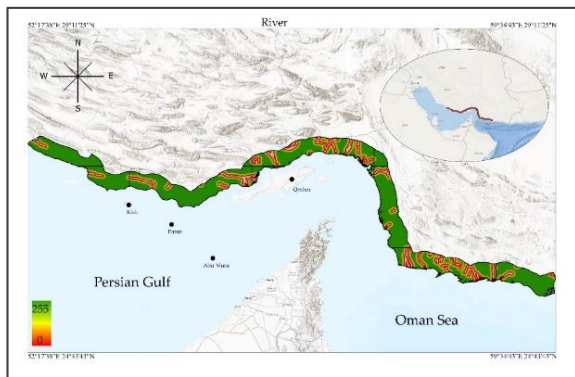 52°17'38"E 29°11'25"N
River
59°34'43"E 29°11'25"N
N
W
E
S
Qeshm
Kish
Farur
Abu Musa
Persian Gulf
Oman Sea
255
0
52°17'38"E 24°43'43"N
59°34'43"E 24°43'43"N